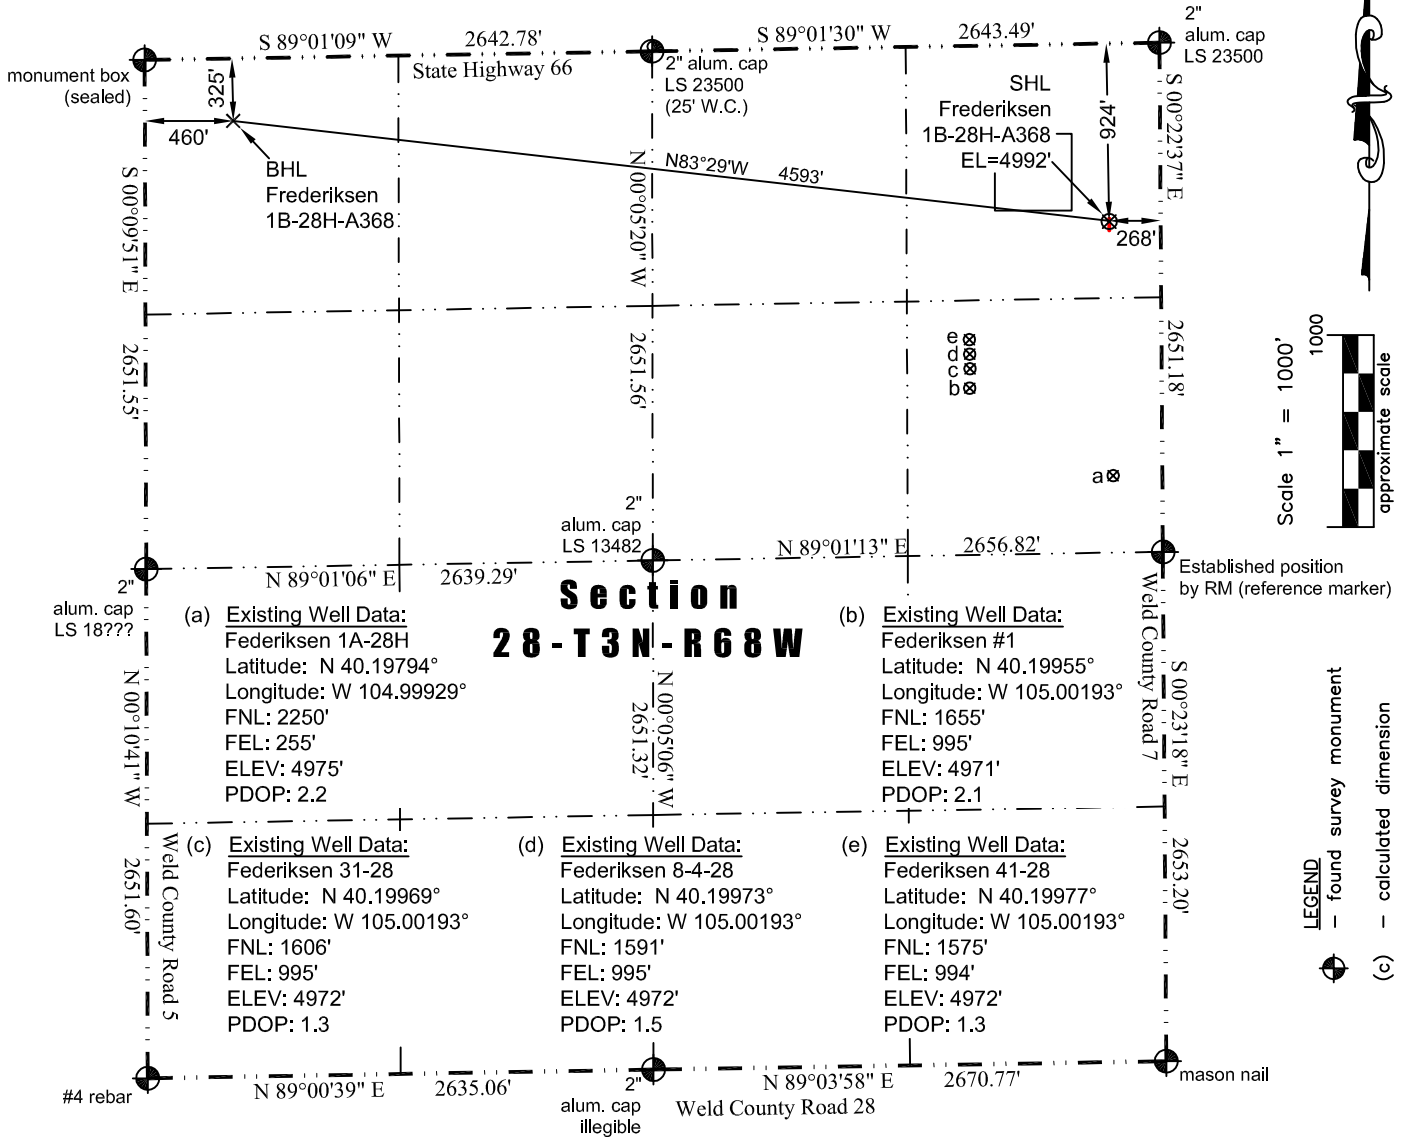 S 89°01'09" W 2642.78' S 89°01'30" W 2643.49'
State Highway 66
monument box
(sealed)
2" alum. cap
LS 23500
(25' W.C.)
2"
alum. cap
LS 23500
325'
460'
BHL
Frederiksen
1B-28H-A368
N83°29'W 4593'
SHL
Frederiksen
1B-28H-A368
EL=4992'
924'
268'
S 00°09'51" E
2651.55'
N 00°05'20" W
2651.56'
S 00°22'37" E
2651.18'
e
d
c
b
a
Scale 1" = 1000'
1000
approximate scale
2"
alum. cap
LS 13482
N 89°01'06" E 2639.29'
N 89°01'13" E 2656.82'
2"
alum. cap
LS 18???
Established position
by RM (reference marker)
Section
28-T3N-R68W
(a) Existing Well Data:
Federiksen 1A-28H
Latitude: N 40.19794°
Longitude: W 104.99929°
FNL: 2250'
FEL: 255'
ELEV: 4975'
PDOP: 2.2
(b) Existing Well Data:
Federiksen #1
Latitude: N 40.19955°
Longitude: W 105.00193°
FNL: 1655'
FEL: 995'
ELEV: 4971'
PDOP: 2.1
N 00°10'41" W
2651.60'
Weld County Road 5
N 00°05'06" W
2651.32'
Weld County Road 7
S 00°23'18" E
2653.20'
(c) Existing Well Data:
Federiksen 31-28
Latitude: N 40.19969°
Longitude: W 105.00193°
FNL: 1606'
FEL: 995'
ELEV: 4972'
PDOP: 1.3
(d) Existing Well Data:
Federiksen 8-4-28
Latitude: N 40.19973°
Longitude: W 105.00193°
FNL: 1591'
FEL: 995'
ELEV: 4972'
PDOP: 1.5
(e) Existing Well Data:
Federiksen 41-28
Latitude: N 40.19977°
Longitude: W 105.00193°
FNL: 1575'
FEL: 994'
ELEV: 4972'
PDOP: 1.3
LEGEND
- found survey monument
(c) - calculated dimension
#4 rebar
N 89°00'39" E 2635.06'
2"
alum. cap
illegible
N 89°03'58" E 2670.77'
Weld County Road 28
mason nail